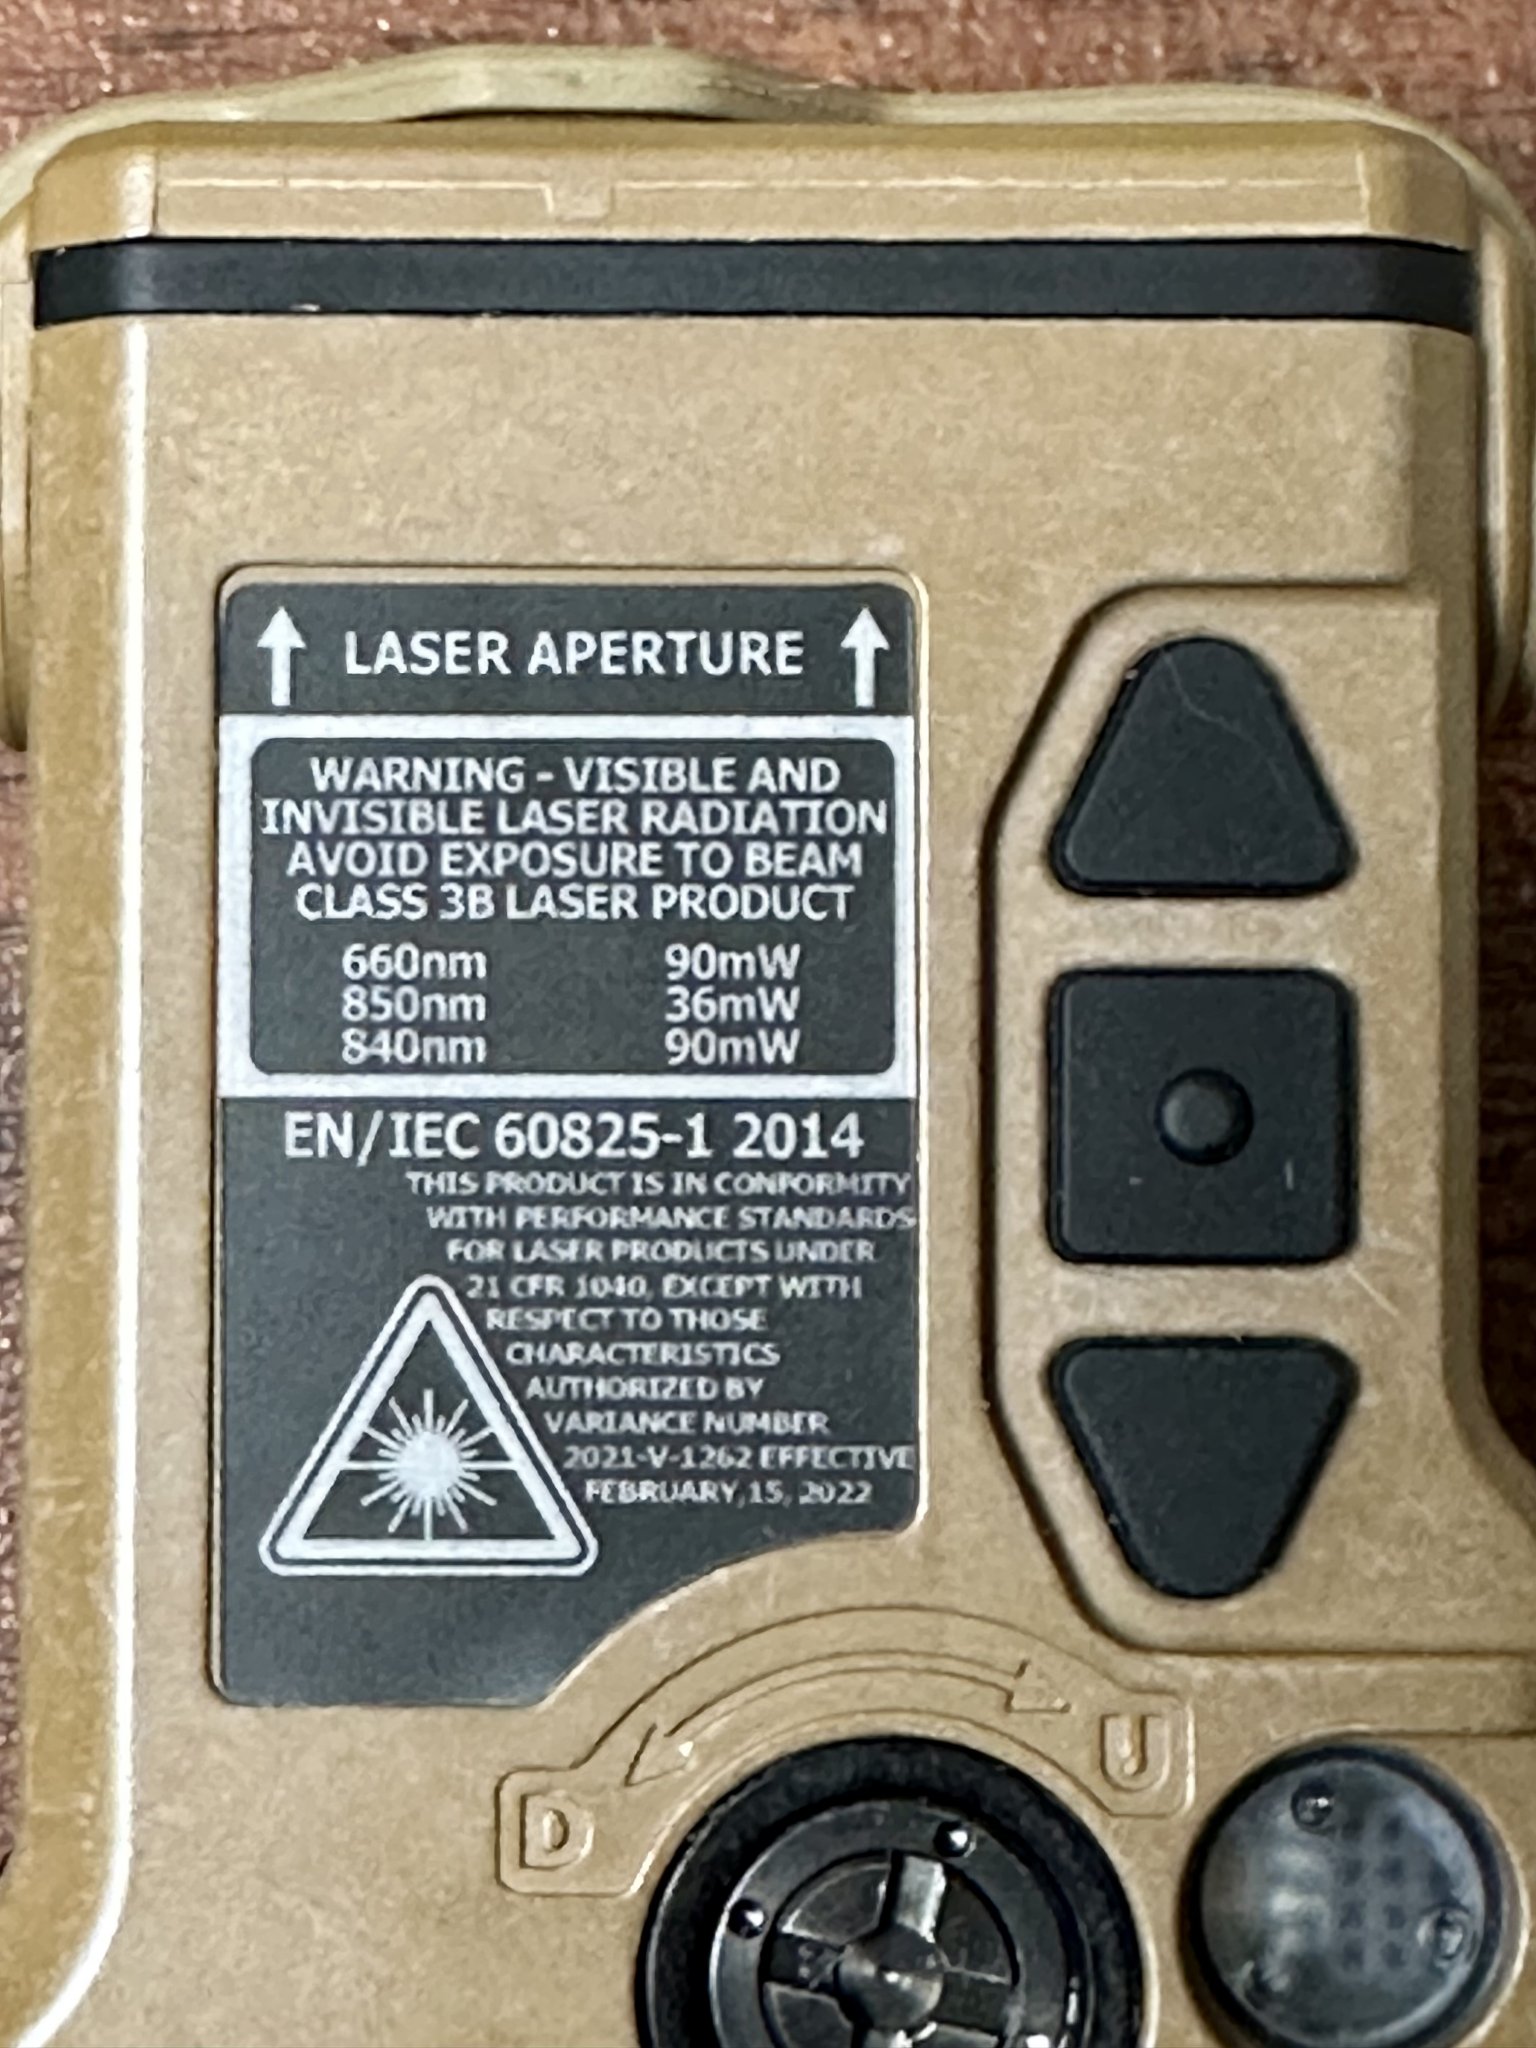 LASER APERTURE
WARNING - VISIBLE AND
INVISIBLE LASER RADIATION
AVOID EXPOSURE TO BEAM
CLASS 3B LASER PRODUCT
660nm 90mW
850nm 36mW
840nm 90mW
EN/IEC 60825-1 2014
THIS PRODUCT IS IN CONFORMITY
WITH PERFORMANCE STANDARDS
FOR LASER PRODUCTS UNDER
21 CFR 1040, EXCEPT WITH
RESPECT TO THOSE
CHARACTERISTICS
AUTHORIZED BY
VARIANCE NUMBER
2021-V-1262 EFFECTIVE
FEBRUARY, 15, 2022
D U